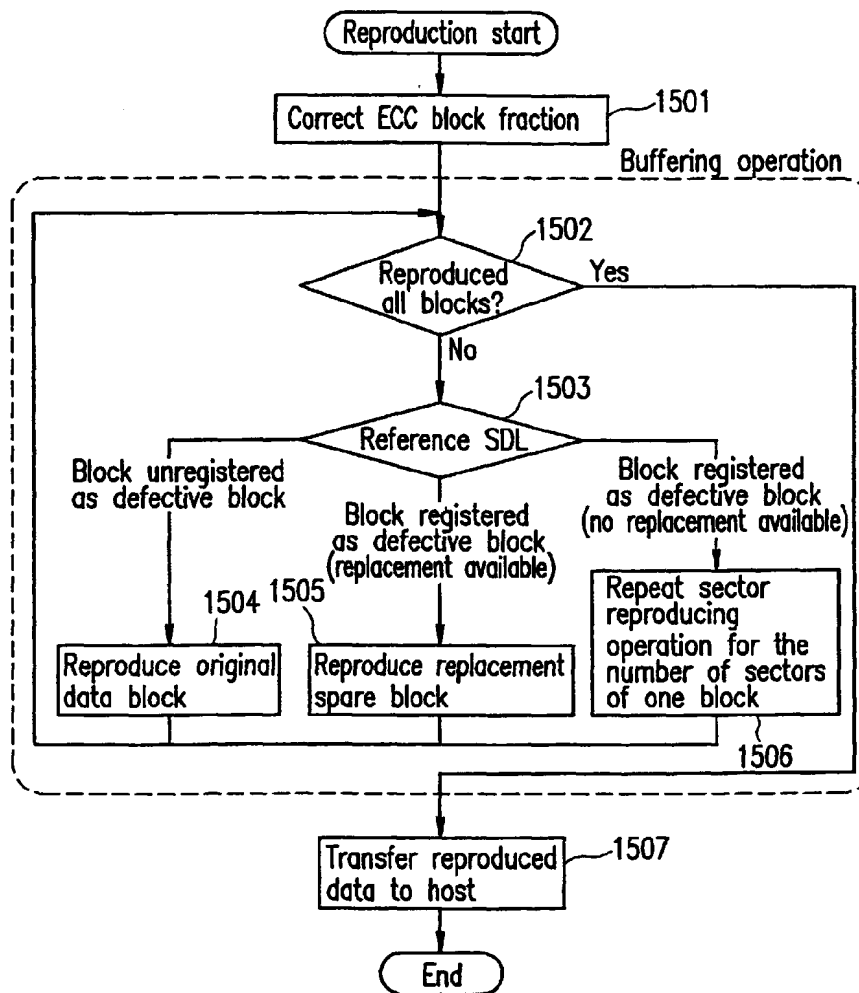 Reproduction start
1501
Correct ECC block fraction
Buffering operation
1502
Reproduced
all blocks?
Yes
No
1503
Reference SDL
Block unregistered
as defective block
Block registered
as defective block
(replacement available)
Block registered
as defective block
(no replacement available)
1504
Reproduce original
data block
1505
Reproduce replacement
spare block
Repeat sector
reproducing
operation for the
number of sectors
of one block
1506
Transfer reproduced
data to host
1507
End